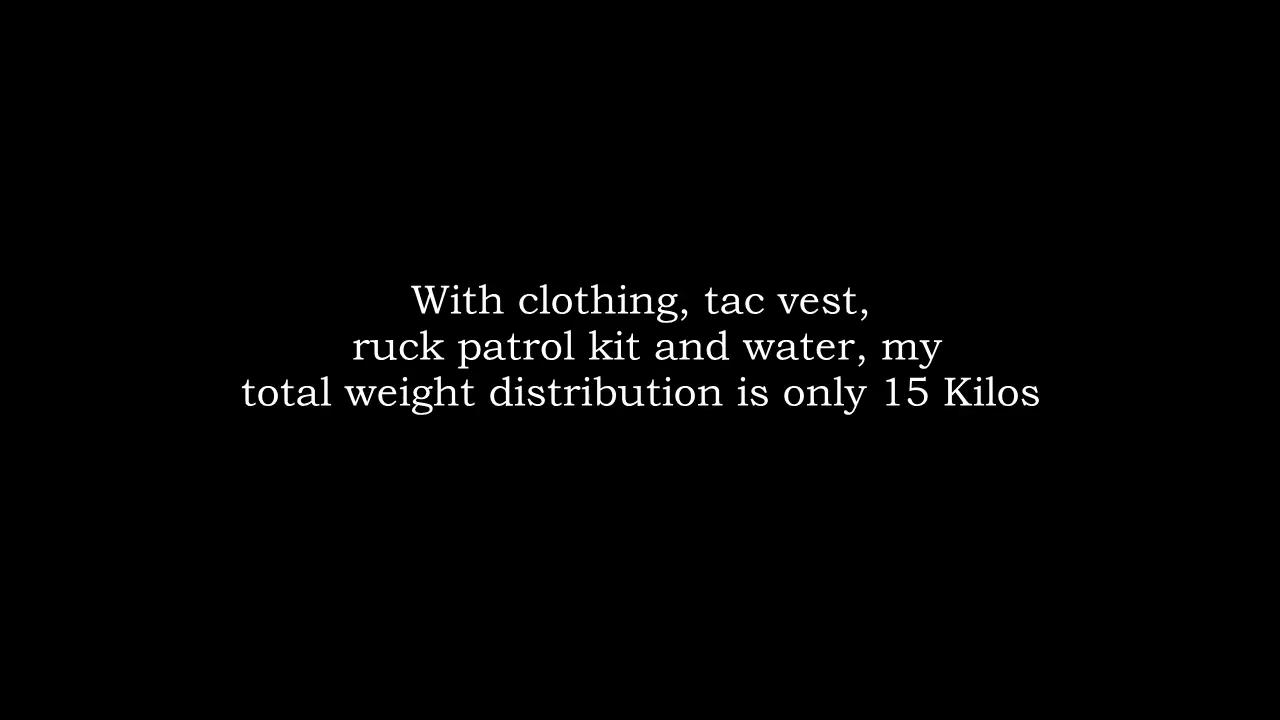 With clothing, tac vest,
ruck patrol kit and water, my
total weight distribution is only 15 Kilos